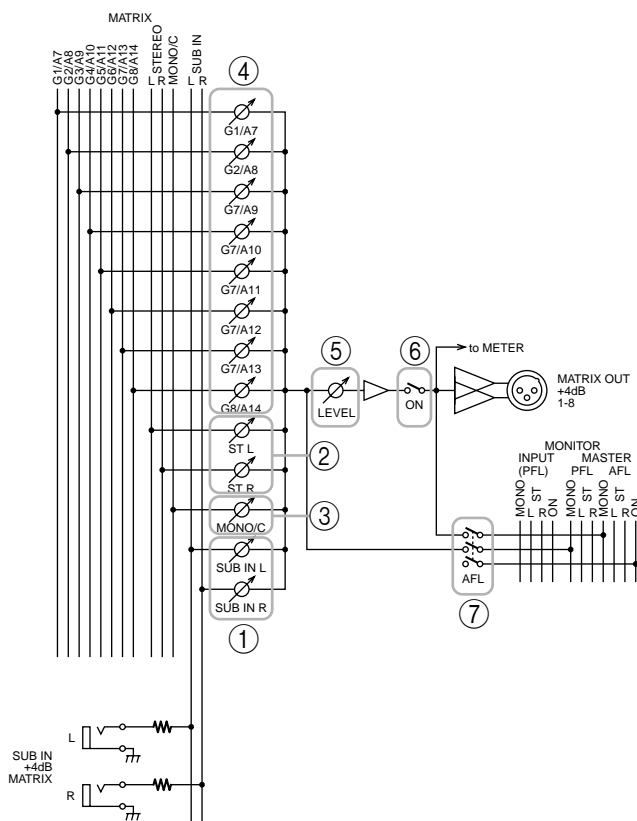 MATRIX
G1/A7
G2/A8
G3/A9
G4/A10
G5/A11
G6/A12
G7/A13
G8/A14
L
R
STEREO
MONO/C
L
R
SUB IN
④
G1/A7
G2/A8
G7/A9
G7/A10
G7/A11
G7/A12
G7/A13
G8/A14
ST L
ST R
MONO/C
SUB IN L
SUB IN R
①
②
③
⑤
LEVEL
⑥
ON
to METER
MATRIX OUT
+4dB
1-8
MONITOR
INPUT
(PFL)
MASTER
PFL
AFL
MONO
L
R
ST
ON
MONO
L
R
ST
MONO
L
R
ST
ON
AFL
⑦
SUB IN
+4dB
MATRIX
L
R